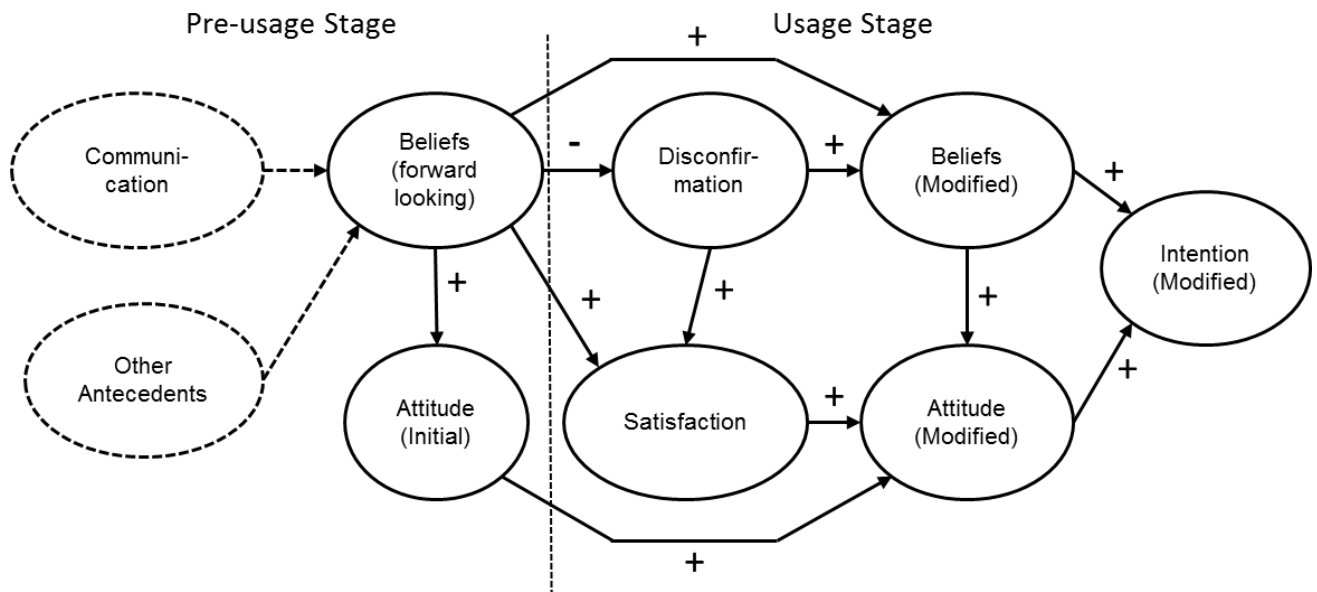 Pre-usage Stage
Usage Stage
+
Communi-
cation
Beliefs
(forward
looking)
-
Disconfir-
mation
+
Beliefs
(Modified)
+
Intention
(Modified)
+
+
+
+
Other
Antecedents
Attitude
(Initial)
Satisfaction
+
Attitude
(Modified)
+
+